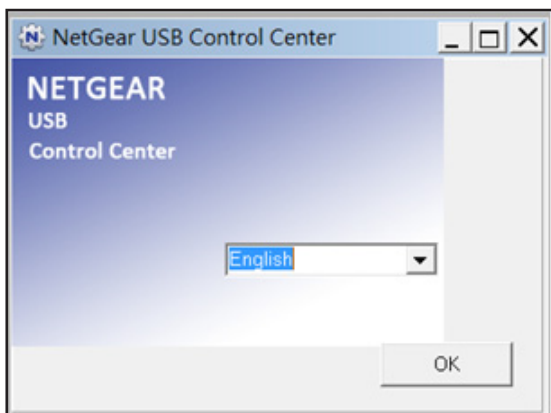 NetGear USB Control Center
NETGEAR
USB
Control Center
English
OK